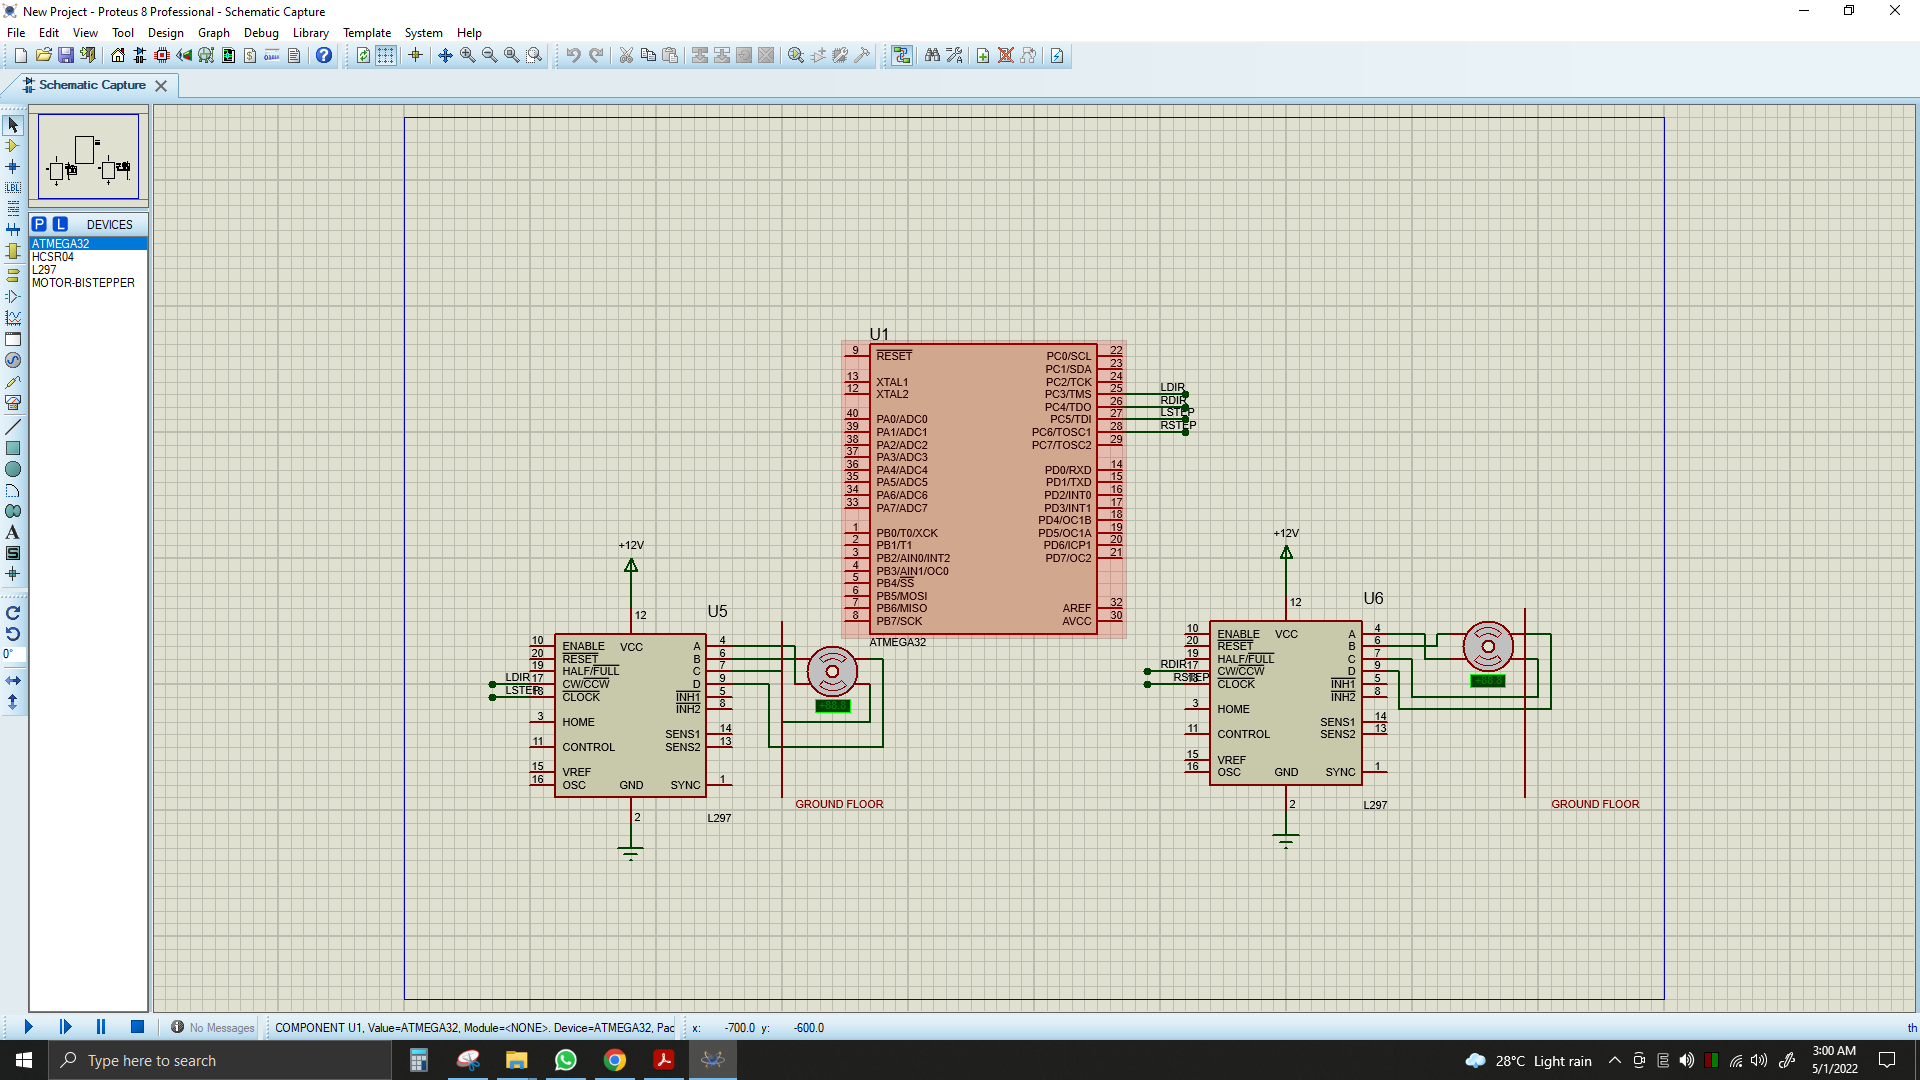 New Project - Proteus 8 Professional - Schematic Capture
File Edit View Tool Design Graph Debug Library Template System Help
Schematic Capture
P L DEVICES
ATMEGA32
HCSR04
L297
MOTOR-BISTEPPER
LBL
A
S
0°
U1
9 RESET PC0/SCL 22
PC1/SDA 23
13 XTAL1 PC2/TCK 24
12 XTAL2 PC3/TMS 25 LDIR
PC4/TDO 26 RDIR
40 PA0/ADC0 PC5/TDI 27 LSTEP
39 PA1/ADC1 PC6/TOSC1 28 RSTEP
38 PA2/ADC2 PC7/TOSC2 29
37 PA3/ADC3
36 PA4/ADC4 PD0/RXD 14
35 PA5/ADC5 PD1/TXD 15
34 PA6/ADC6 PD2/INT0 16
33 PA7/ADC7 PD3/INT1 17
PD4/OC1B 18
1 PB0/T0/XCK PD5/OC1A 19
2 PB1/T1 PD6/ICP1 20
3 PB2/AIN0/INT2 PD7/OC2 21
4 PB3/AIN1/OC0
5 PB4/SS
6 PB5/MOSI
7 PB6/MISO AREF 32
8 PB7/SCK AVCC 30
ATMEGA32
+12V
12
U5
10 ENABLE VCC A 4
20 RESET B 6
19 HALF/FULL C 7
LDIR 17 CW/CCW D 9
LSTEP 18 CLOCK INH1 5
INH2 8
3 HOME
SENS1 14
11 CONTROL SENS2 13
15 VREF
16 OSC GND SYNC 1
2
L297
+88.8
GROUND FLOOR
+12V
12
U6
10 ENABLE VCC A 4
20 RESET B 6
19 HALF/FULL C 7
RDIR 17 CW/CCW D 9
RSTEP 18 CLOCK INH1 5
INH2 8
3 HOME
SENS1 14
11 CONTROL SENS2 13
15 VREF
16 OSC GND SYNC 1
2
L297
+88.8
GROUND FLOOR
No Messages COMPONENT U1, Value=ATMEGA32, Module=<NONE>. Device=ATMEGA32, Pac x: -700.0 y: -600.0 th
Type here to search
28°C Light rain
3:00 AM
5/1/2022